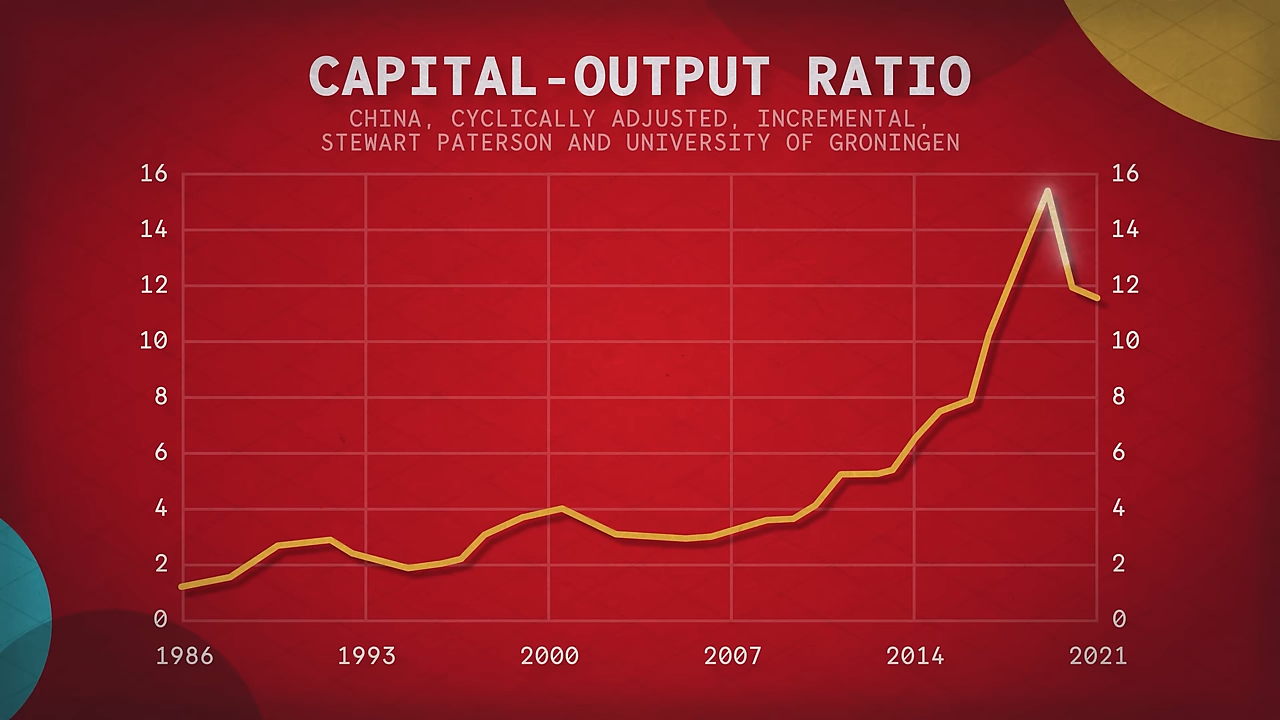 CAPITAL-OUTPUT RATIO
CHINA, CYCLICALLY ADJUSTED, INCREMENTAL,
STEWART PATERSON AND UNIVERSITY OF GRONINGEN
16 16
14 14
12 12
10 10
8 8
6 6
4 4
2 2
0 0
1986 1993 2000 2007 2014 2021